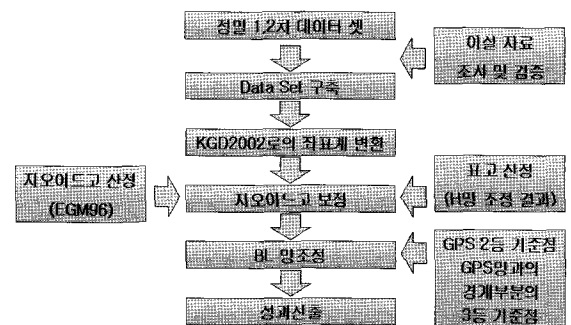 정밀 1,2차 데이터 셋
이설 자료
조사 및 검증
Data Set 구축
KGD2002로의 좌표계 변환
지오이드고 산정
(EGM96)
지오이드고 보정
표고 산정
(H망 조정 결과)
BL 망조정
GPS 2등 기준점
GPS망과의
경계부분의
3등 기준점
성과산출